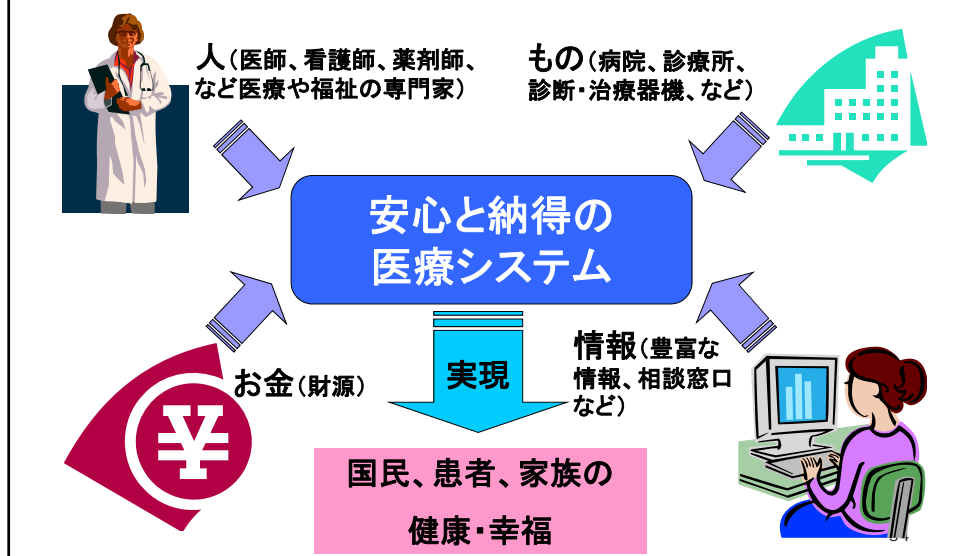 人（医師、看護師、薬剤師、
など医療や福祉の専門家）
もの（病院、診療所、
診断・治療器機、など）
安心と納得の
医療システム
お金（財源）
¥
実現
情報（豊富な
情報、相談窓口
など）
国民、患者、家族の
健康・幸福